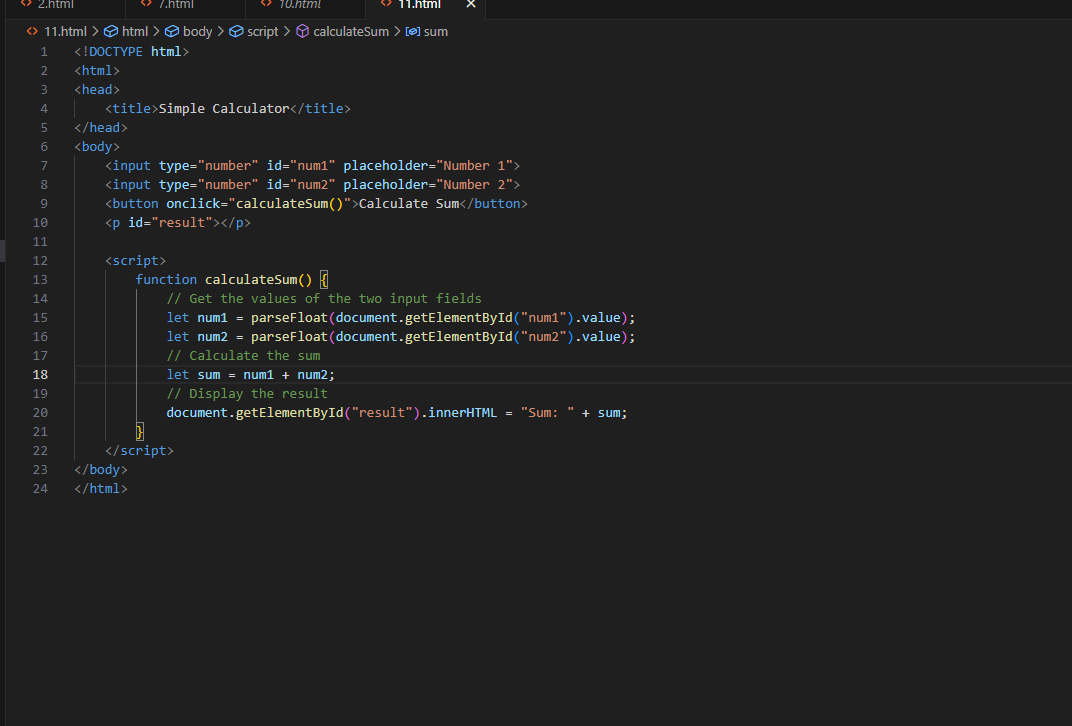 2.html 7.html 10.html 11.html ×
11.html > html > body > script > calculateSum > sum
1 <!DOCTYPE html>
2 <html>
3 <head>
4     <title>Simple Calculator</title>
5 </head>
6 <body>
7     <input type="number" id="num1" placeholder="Number 1">
8     <input type="number" id="num2" placeholder="Number 2">
9     <button onclick="calculateSum()">Calculate Sum</button>
10     <p id="result"></p>
11
12     <script>
13         function calculateSum() {
14             // Get the values of the two input fields
15             let num1 = parseFloat(document.getElementById("num1").value);
16             let num2 = parseFloat(document.getElementById("num2").value);
17             // Calculate the sum
18             let sum = num1 + num2;
19             // Display the result
20             document.getElementById("result").innerHTML = "Sum: " + sum;
21         }
22     </script>
23 </body>
24 </html>